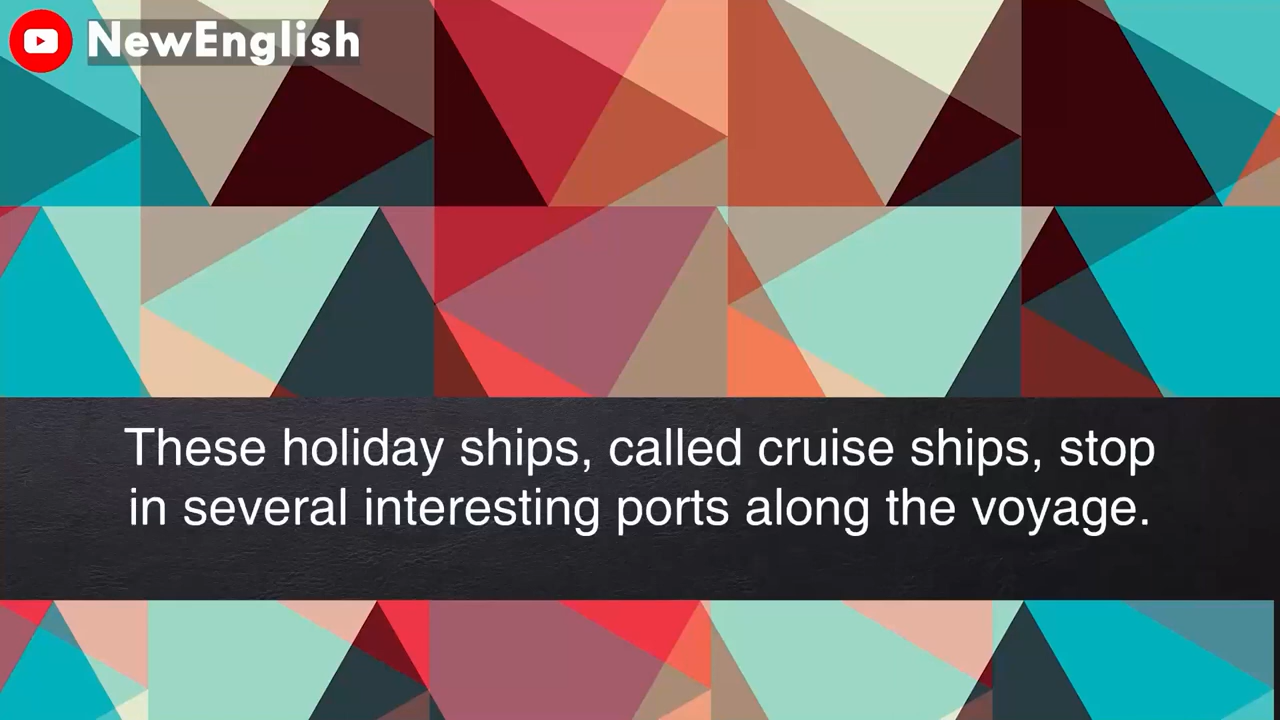 NewEnglish
These holiday ships, called cruise ships, stop
in several interesting ports along the voyage.